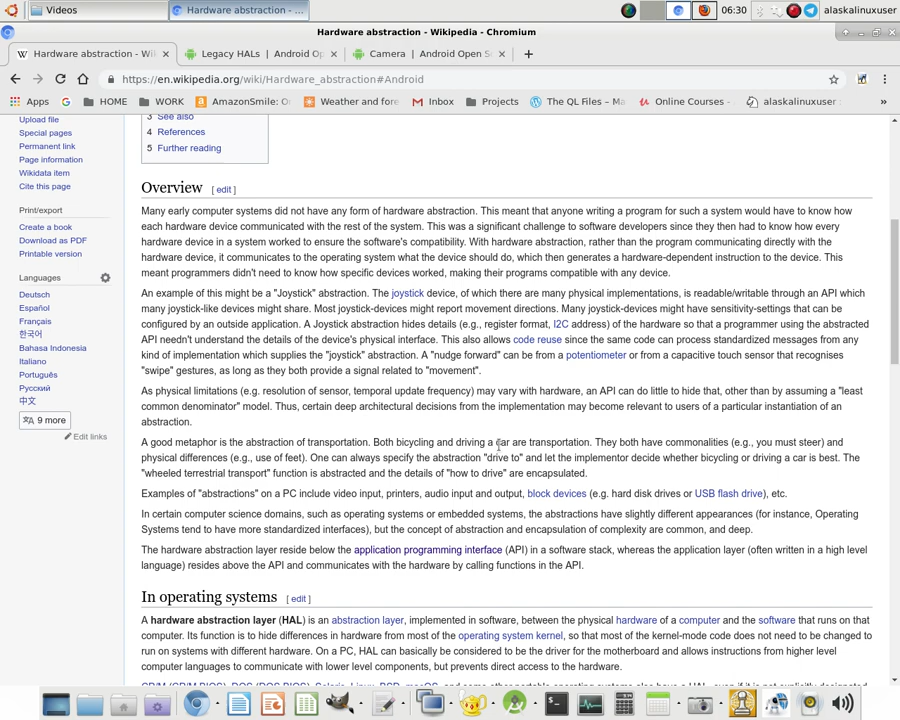 Videos
Hardware abstraction - ...
06:30
alaskalinuxuser
Hardware abstraction - Wikipedia - Chromium
Hardware abstraction - Wi
Legacy HALs | Android Op
Camera | Android Open S
https://en.wikipedia.org/wiki/Hardware_abstraction#Android
Apps
HOME
WORK
AmazonSmile: O
Weather and fore
Inbox
Projects
The QL Files – Ma
Online Courses -
alaskalinuxuser
»
Upload file
Special pages
Permanent link
Page information
Wikidata item
Cite this page
Print/export
Create a book
Download as PDF
Printable version
Languages
Deutsch
Español
Français
한국어
Bahasa Indonesia
Italiano
Português
Русский
中文
9 more
Edit links
3 See also
4 References
5 Further reading
Overview [ edit ]
Many early computer systems did not have any form of hardware abstraction. This meant that anyone writing a program for such a system would have to know how
each hardware device communicated with the rest of the system. This was a significant challenge to software developers since they then had to know how every
hardware device in a system worked to ensure the software's compatibility. With hardware abstraction, rather than the program communicating directly with the
hardware device, it communicates to the operating system what the device should do, which then generates a hardware-dependent instruction to the device. This
meant programmers didn't need to know how specific devices worked, making their programs compatible with any device.
An example of this might be a "Joystick" abstraction. The joystick device, of which there are many physical implementations, is readable/writable through an API which
many joystick-like devices might share. Most joystick-devices might report movement directions. Many joystick-devices might have sensitivity-settings that can be
configured by an outside application. A Joystick abstraction hides details (e.g., register format, I2C address) of the hardware so that a programmer using the abstracted
API needn't understand the details of the device's physical interface. This also allows code reuse since the same code can process standardized messages from any
kind of implementation which supplies the "joystick" abstraction. A "nudge forward" can be from a potentiometer or from a capacitive touch sensor that recognises
"swipe" gestures, as long as they both provide a signal related to "movement".
As physical limitations (e.g. resolution of sensor, temporal update frequency) may vary with hardware, an API can do little to hide that, other than by assuming a "least
common denominator" model. Thus, certain deep architectural decisions from the implementation may become relevant to users of a particular instantiation of an
abstraction.
A good metaphor is the abstraction of transportation. Both bicycling and driving a car are transportation. They both have commonalities (e.g., you must steer) and
physical differences (e.g., use of feet). One can always specify the abstraction "drive to" and let the implementor decide whether bicycling or driving a car is best. The
"wheeled terrestrial transport" function is abstracted and the details of "how to drive" are encapsulated.
Examples of "abstractions" on a PC include video input, printers, audio input and output, block devices (e.g. hard disk drives or USB flash drive), etc.
In certain computer science domains, such as operating systems or embedded systems, the abstractions have slightly different appearances (for instance, Operating
Systems tend to have more standardized interfaces), but the concept of abstraction and encapsulation of complexity are common, and deep.
The hardware abstraction layer reside below the application programming interface (API) in a software stack, whereas the application layer (often written in a high level
language) resides above the API and communicates with the hardware by calling functions in the API.
In operating systems [ edit ]
A hardware abstraction layer (HAL) is an abstraction layer, implemented in software, between the physical hardware of a computer and the software that runs on that
computer. Its function is to hide differences in hardware from most of the operating system kernel, so that most of the kernel-mode code does not need to be changed to
run on systems with different hardware. On a PC, HAL can basically be considered to be the driver for the motherboard and allows instructions from higher level
computer languages to communicate with lower level components, but prevents direct access to the hardware.